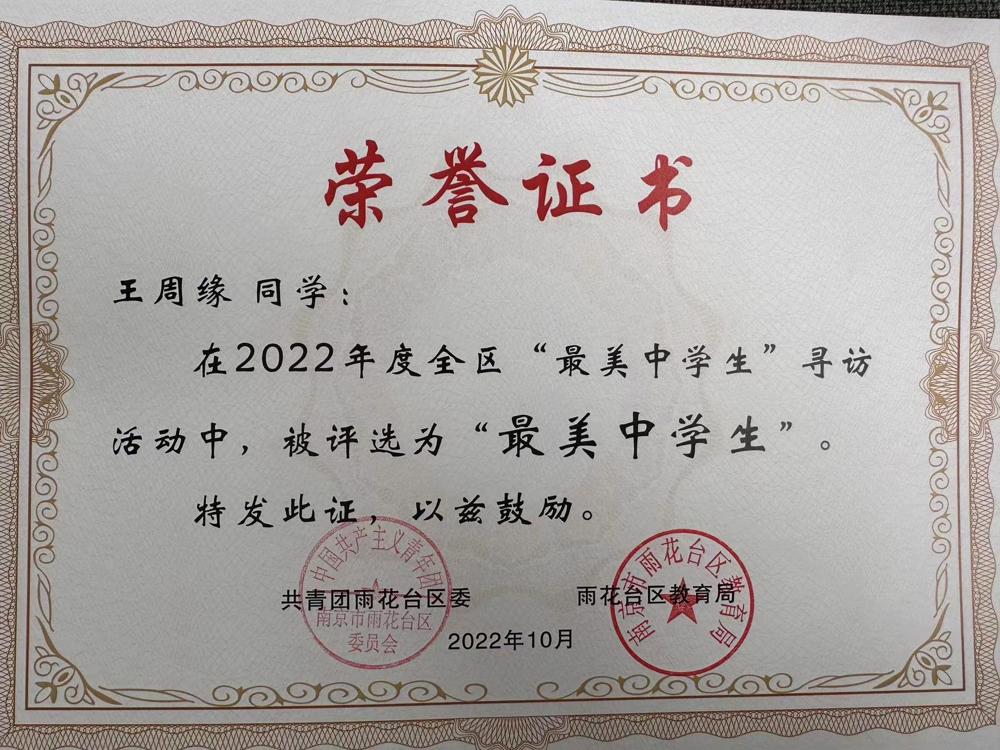 荣誉证书
王周缘 同学：
在2022年度全区“最美中学生”寻访
活动中，被评选为“最美中学生”。
特发此证，以兹鼓励。
中国共产主义青年团
南京市雨花台区
委员会
共青团雨花台区委
南京市雨花台区教育局
雨花台区教育局
2022年10月